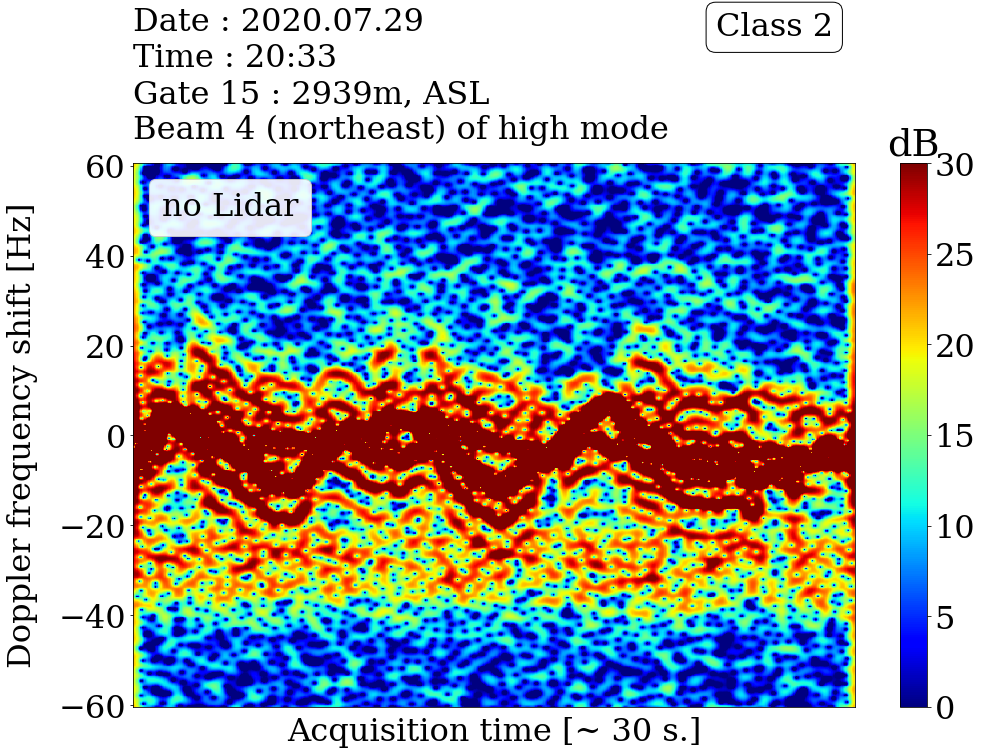 Date : 2020.07.29
Time : 20:33
Gate 15 : 2939m, ASL
Beam 4 (northeast) of high mode
Class 2
dB
no Lidar
Doppler frequency shift [Hz]
60
40
20
0
−20
−40
−60
30
25
20
15
10
5
0
Acquisition time [~ 30 s.]